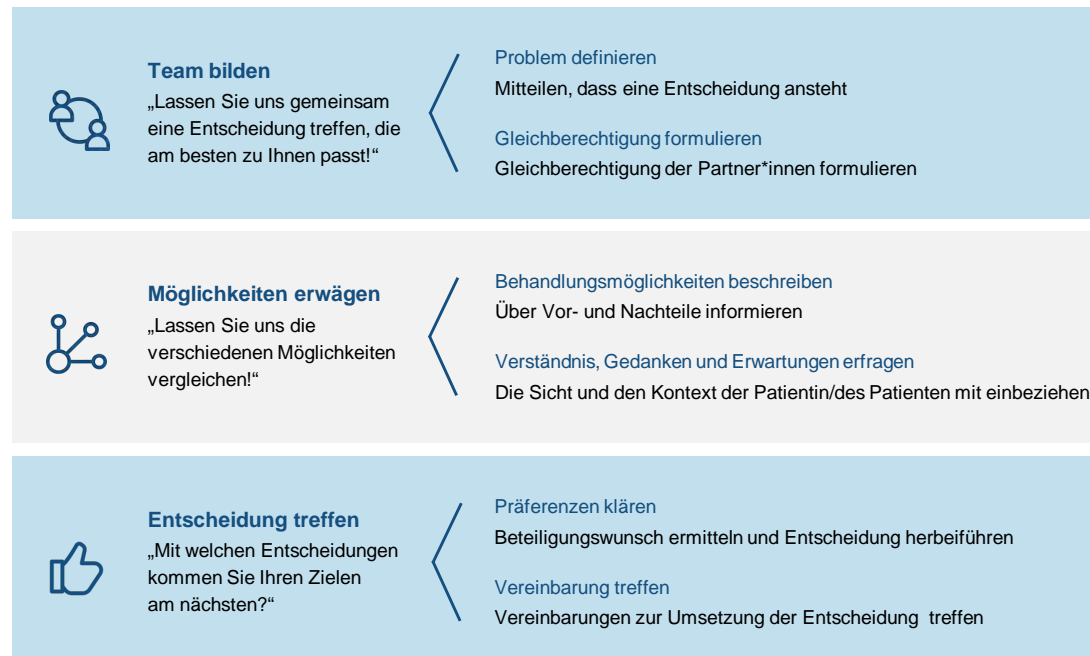 Team bilden
„Lassen Sie uns gemeinsam
eine Entscheidung treffen, die
am besten zu Ihnen passt!“
Problem definieren
Mitteilen, dass eine Entscheidung ansteht
Gleichberechtigung formulieren
Gleichberechtigung der Partner*innen formulieren
Möglichkeiten erwägen
„Lassen Sie uns die
verschiedenen Möglichkeiten
vergleichen!“
Behandlungsmöglichkeiten beschreiben
Über Vor- und Nachteile informieren
Verständnis, Gedanken und Erwartungen erfragen
Die Sicht und den Kontext der Patientin/des Patienten mit einbeziehen
Entscheidung treffen
„Mit welchen Entscheidungen
kommen Sie Ihren Zielen
am nächsten?“
Präferenzen klären
Beteiligungswunsch ermitteln und Entscheidung herbeiführen
Vereinbarung treffen
Vereinbarungen zur Umsetzung der Entscheidung treffen